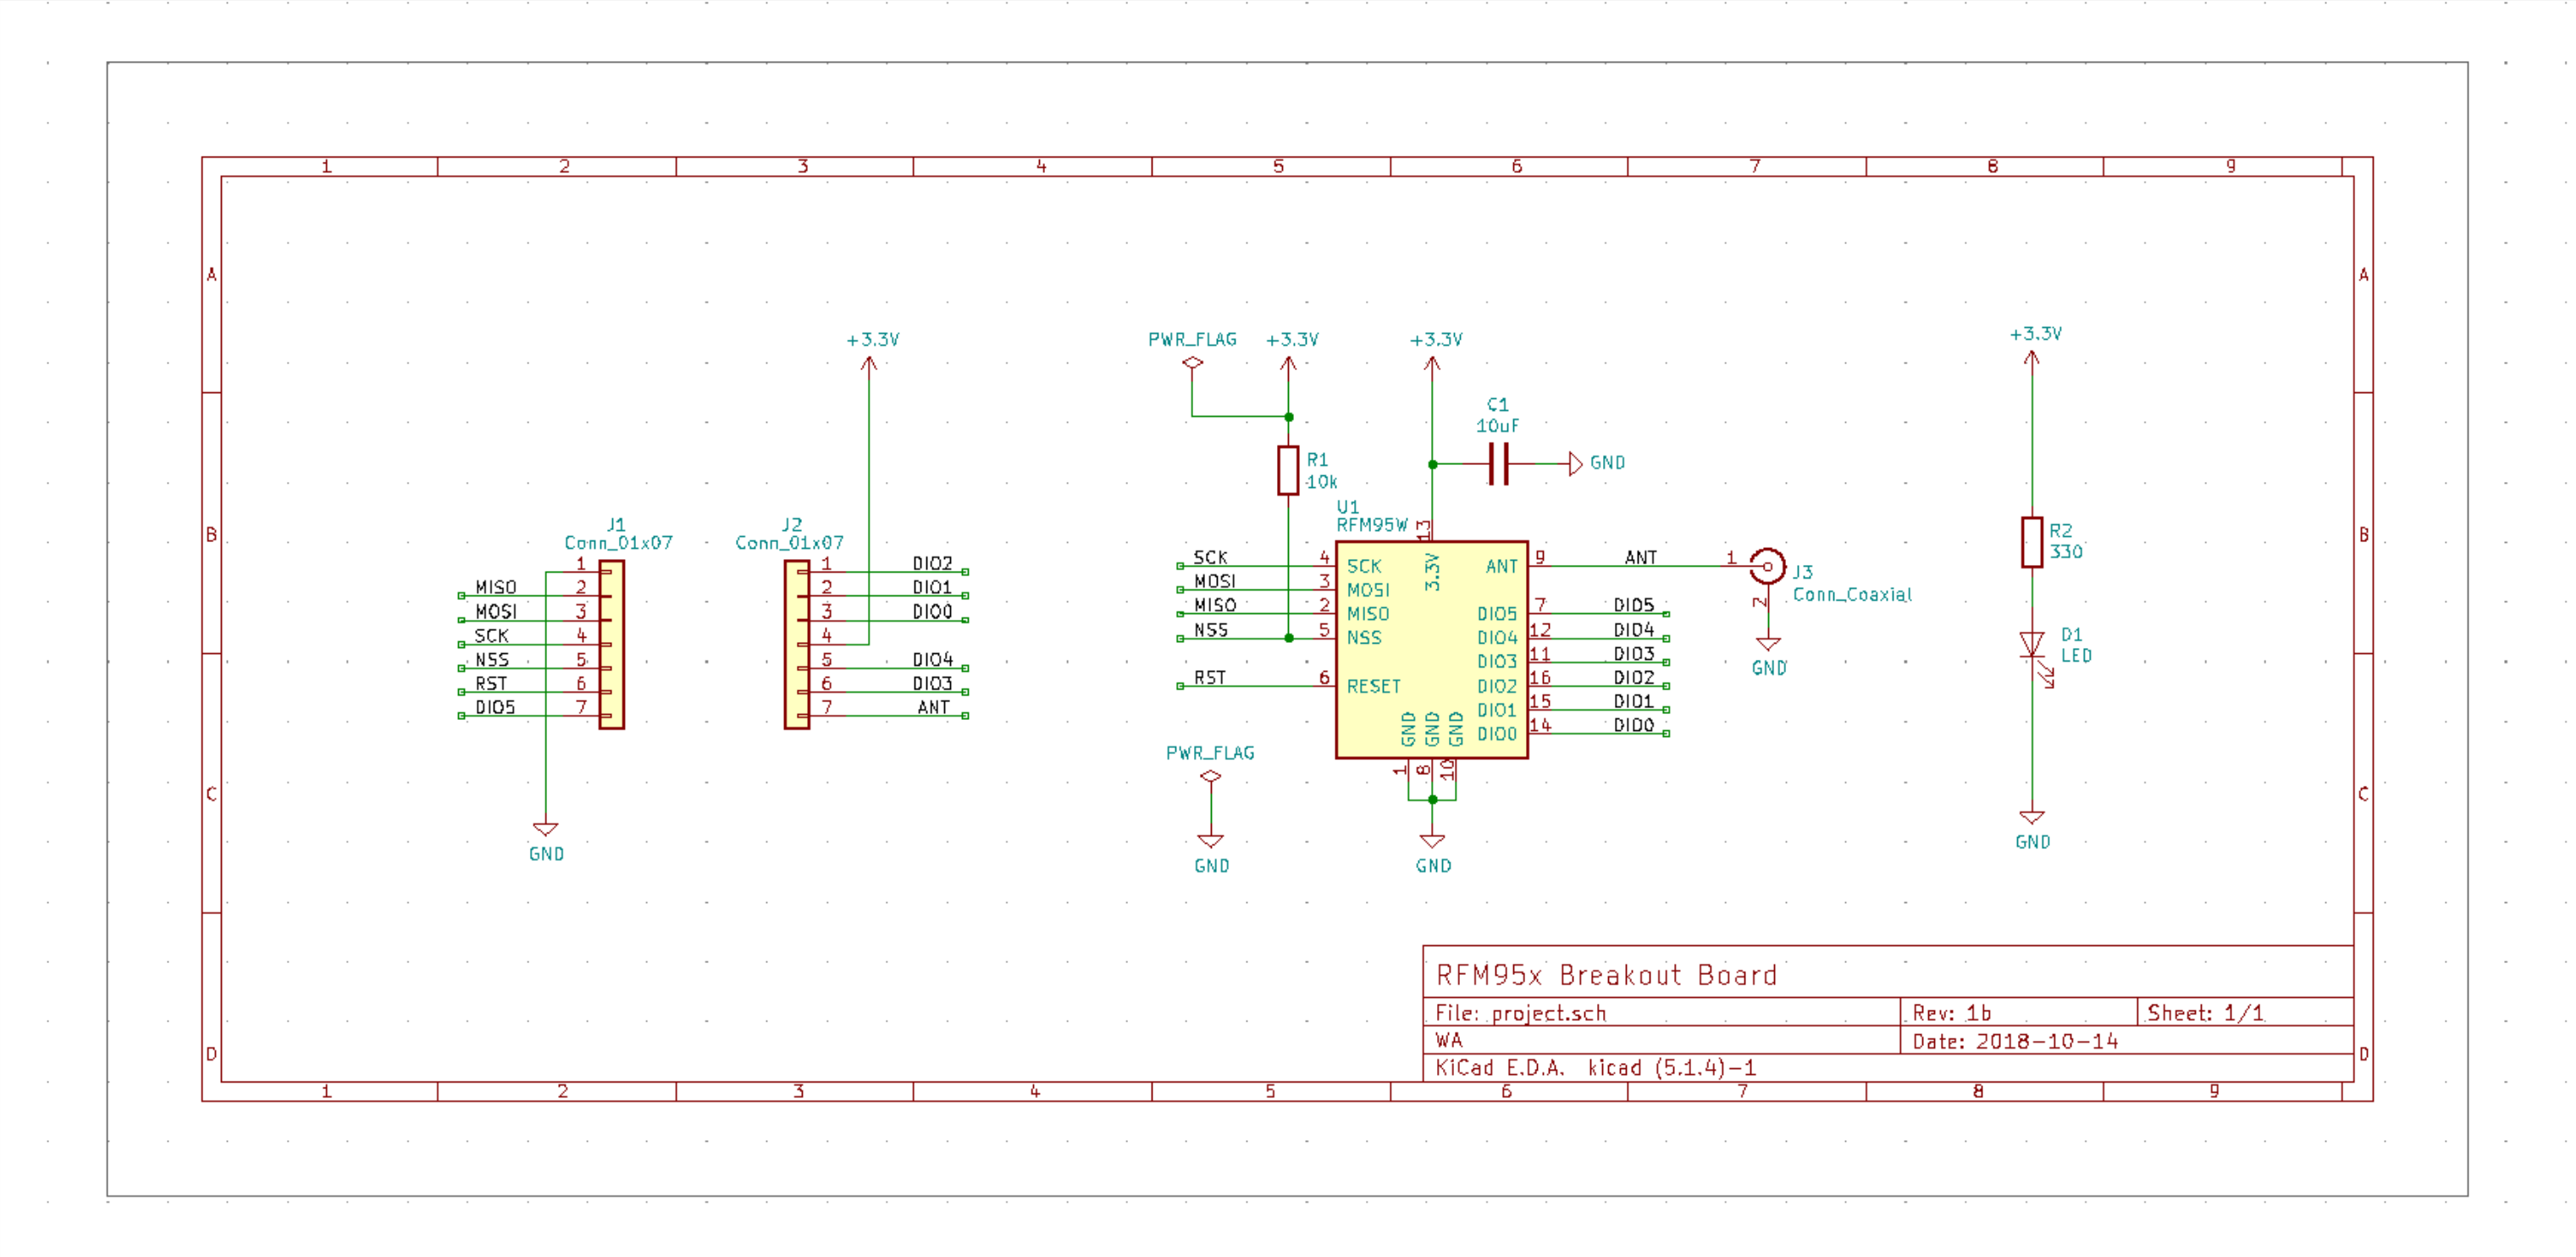 1 2 3 4 5 6 7 8 9
A A
+3.3V
PWR_FLAG +3.3V +3.3V
+3.3V
C1
10uF
GND
R1
10k
B B
J1
Conn_01x07
1
MISO 2
MOSI 3
SCK 4
NSS 5
RST 6
DIO5 7
GND
J2
Conn_01x07
1 DIO2
2 DIO1
3 DIO0
4
5 DIO4
6 DIO3
7 ANT
U1
RFM95W 13
3.3V
SCK 4 SCK
MOSI 3 MOSI
MISO 2 MISO
NSS 5 NSS
RST 6 RESET
ANT 9 ANT 1
DIO5 7 DIO5
DIO4 12 DIO4
DIO3 11 DIO3
DIO2 16 DIO2
DIO1 15 DIO1
DIO0 14 DIO0
GND GND GND
1 8 10
GND
PWR_FLAG
GND
J3
Conn_Coaxial
2
GND
R2
330
D1
LED
GND
C C
RFM95x Breakout Board
File: project.sch Rev: 1b Sheet: 1/1
WA Date: 2018-10-14
KiCad E.D.A. kicad (5.1.4)-1
D D
1 2 3 4 5 6 7 8 9